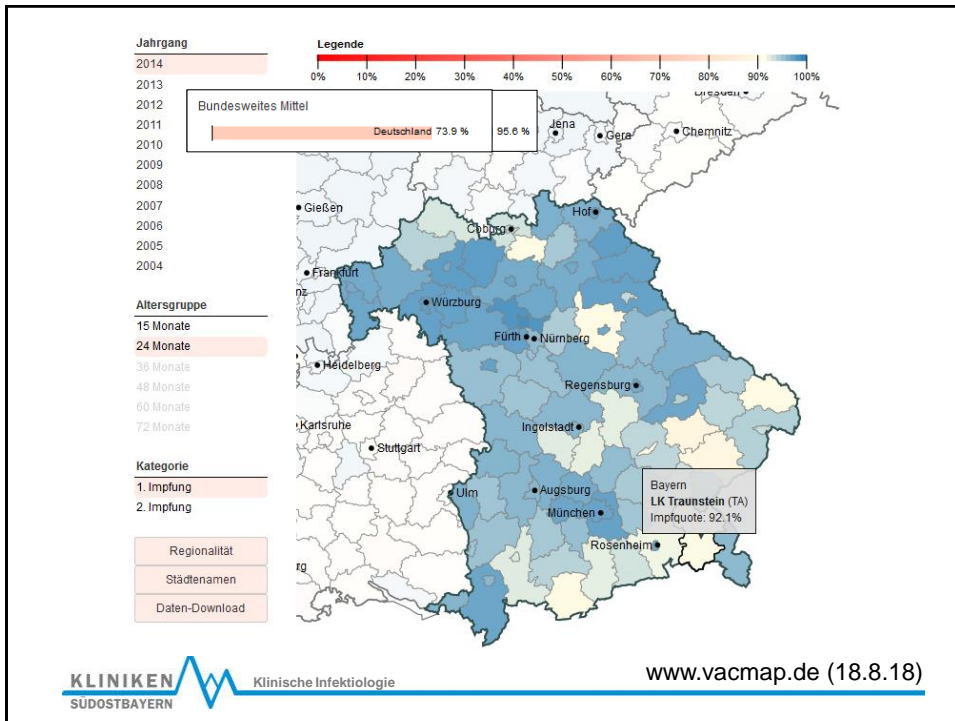 Jahrgang
2014
2013
2012
2011
2010
2009
2008
2007
2006
2005
2004
Altersgruppe
15 Monate
24 Monate
36 Monate
48 Monate
60 Monate
72 Monate
Kategorie
1. Impfung
2. Impfung
Regionalität
Städtenamen
Daten-Download
Legende
0% 10% 20% 30% 40% 50% 60% 70% 80% 90% 100%
Bundesweites Mittel
Deutschland 73.9 % 95.6 %
Dresden
Jena
Gera
Chemnitz
Gießen
Hof
Coburg
Frankfurt
Würzburg
Fürth
Nürnberg
Heidelberg
Regensburg
Karlsruhe
Ingolstadt
Stuttgart
Ulm
Augsburg
München
Rosenheim
Bayern
LK Traunstein (TA)
Impfquote: 92.1%
KLINIKEN
SÜDOSTBAYERN
Klinische Infektiologie
www.vacmap.de (18.8.18)